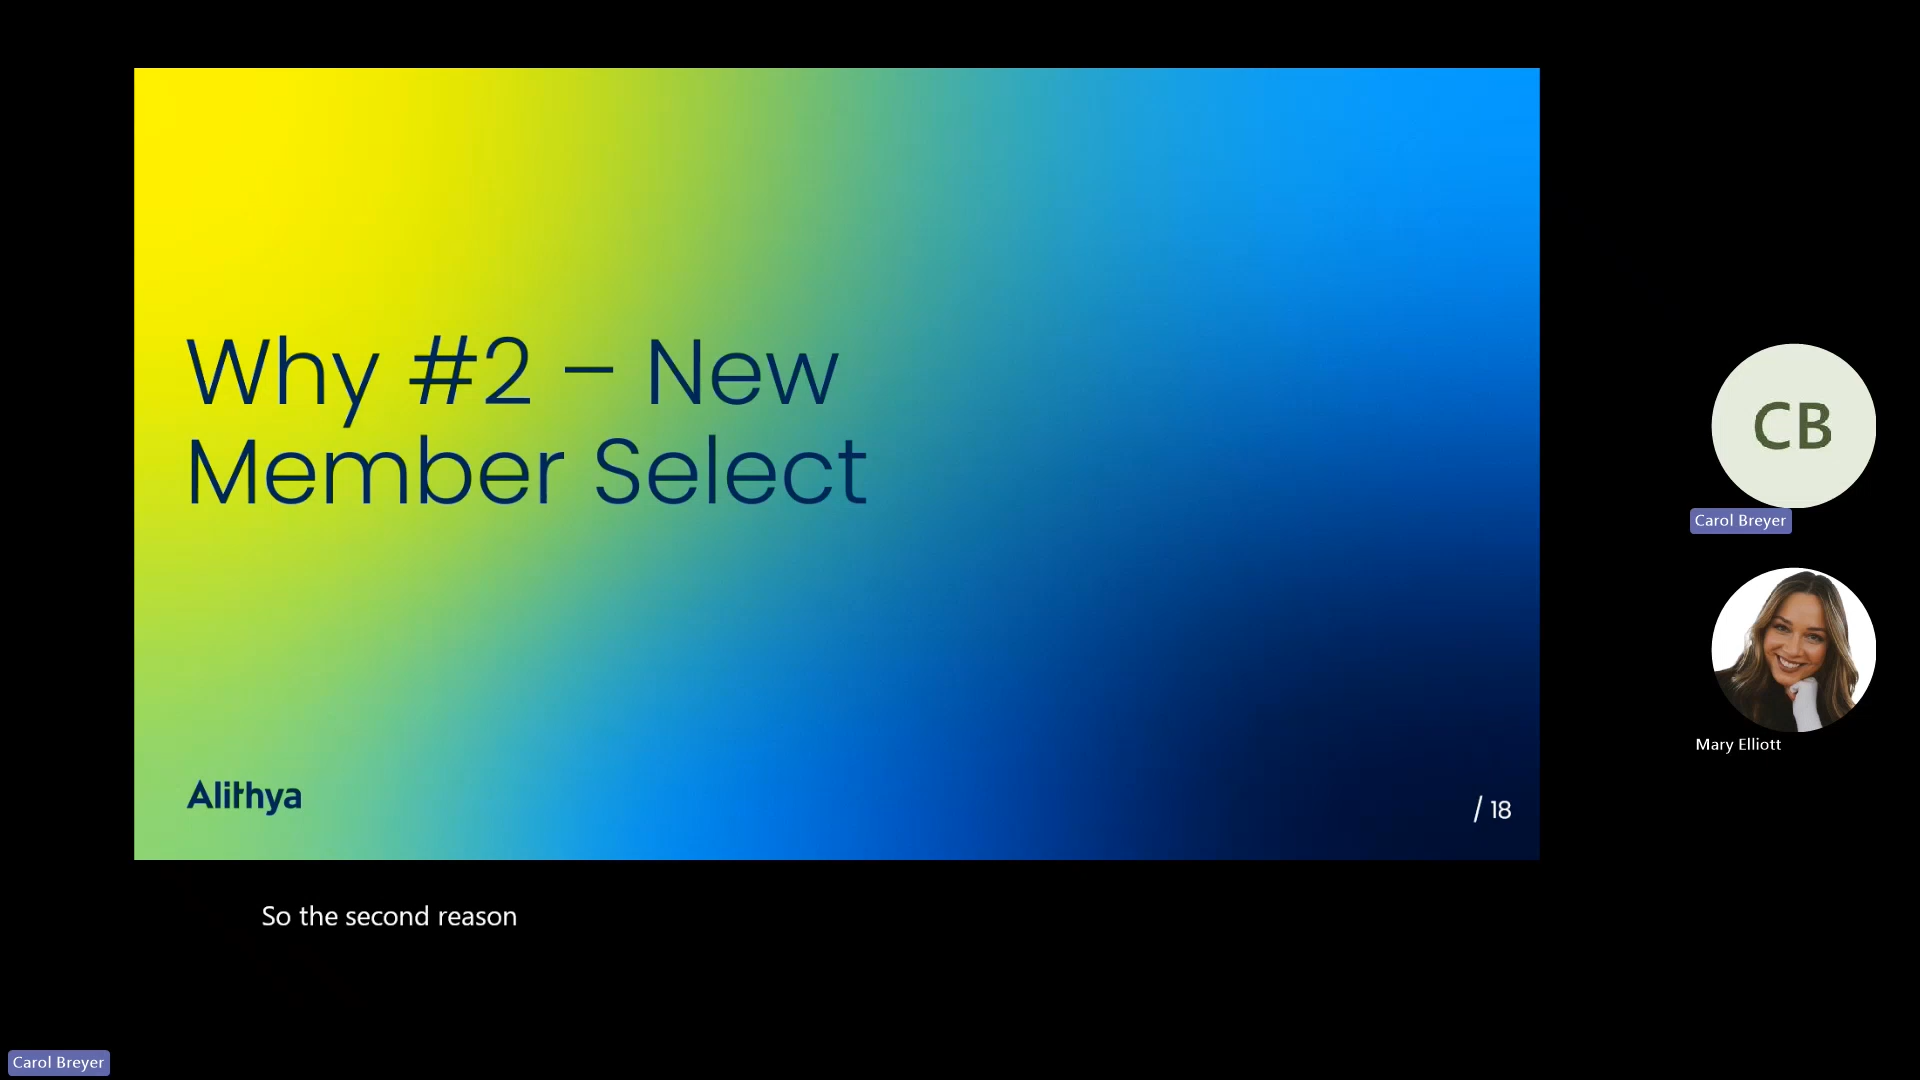 Why #2 – New
Member Select
Alithya
/ 18
CB
Carol Breyer
Mary Elliott
So the second reason
Carol Breyer